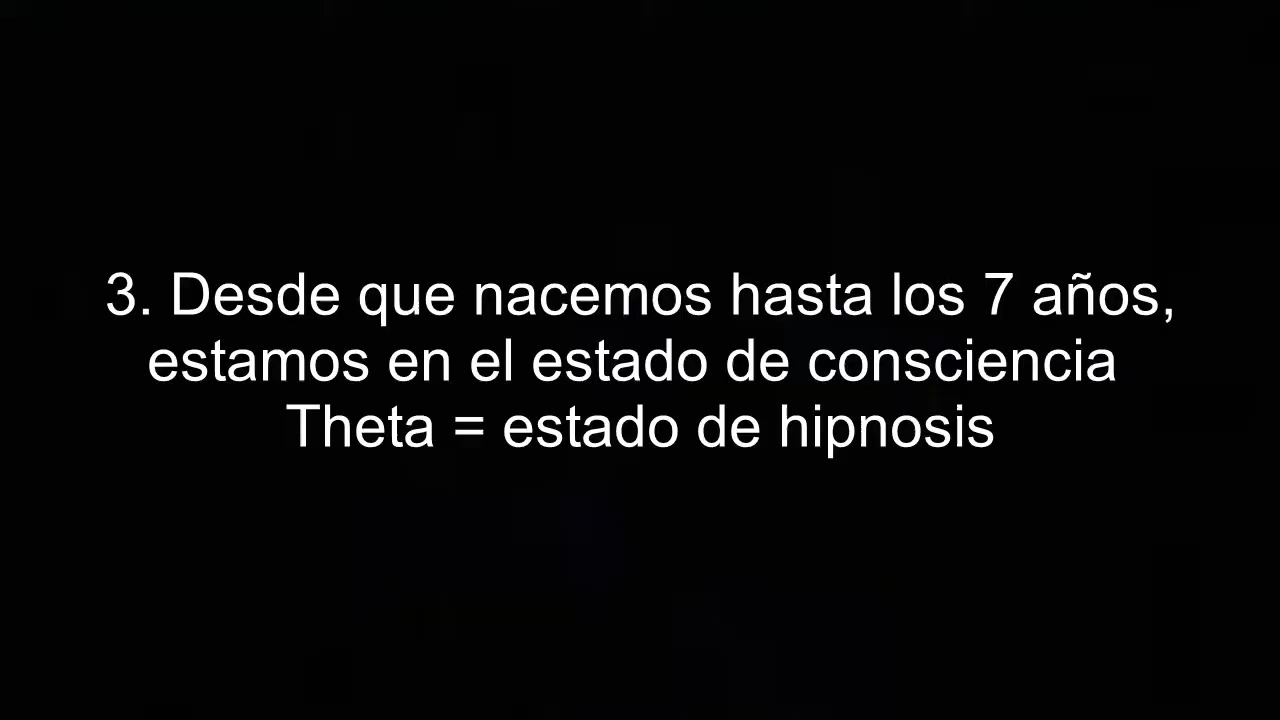 3. Desde que nacemos hasta los 7 años,
estamos en el estado de consciencia
Theta = estado de hipnosis